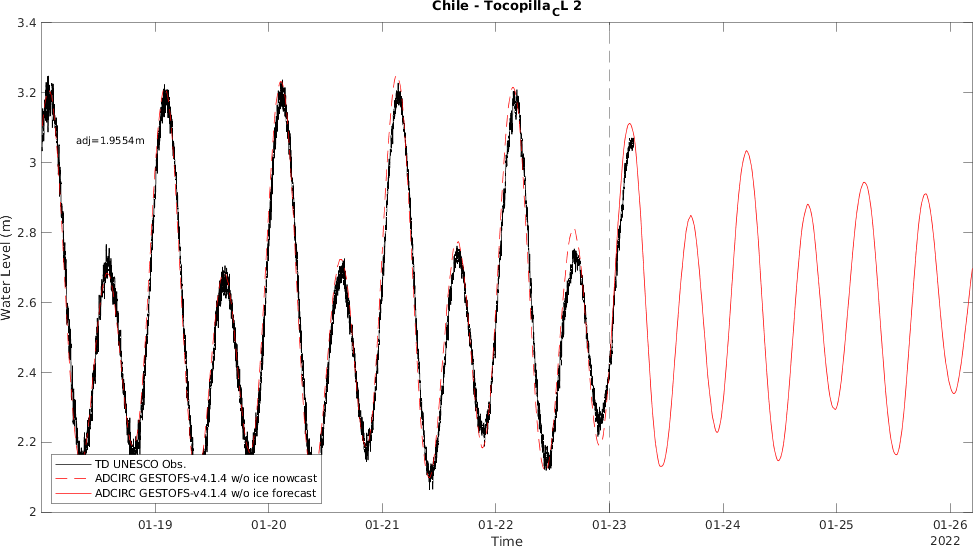 Chile - Tocopilla_CL 2
3.4
3.2
adj=1.9554m
3
2.8
Water Level (m)
2.6
2.4
2.2
TD UNESCO Obs.
ADCIRC GESTOFS-v4.1.4 w/o ice nowcast
ADCIRC GESTOFS-v4.1.4 w/o ice forecast
2
01-19 01-20 01-21 01-22 01-23 01-24 01-25 01-26
Time 2022